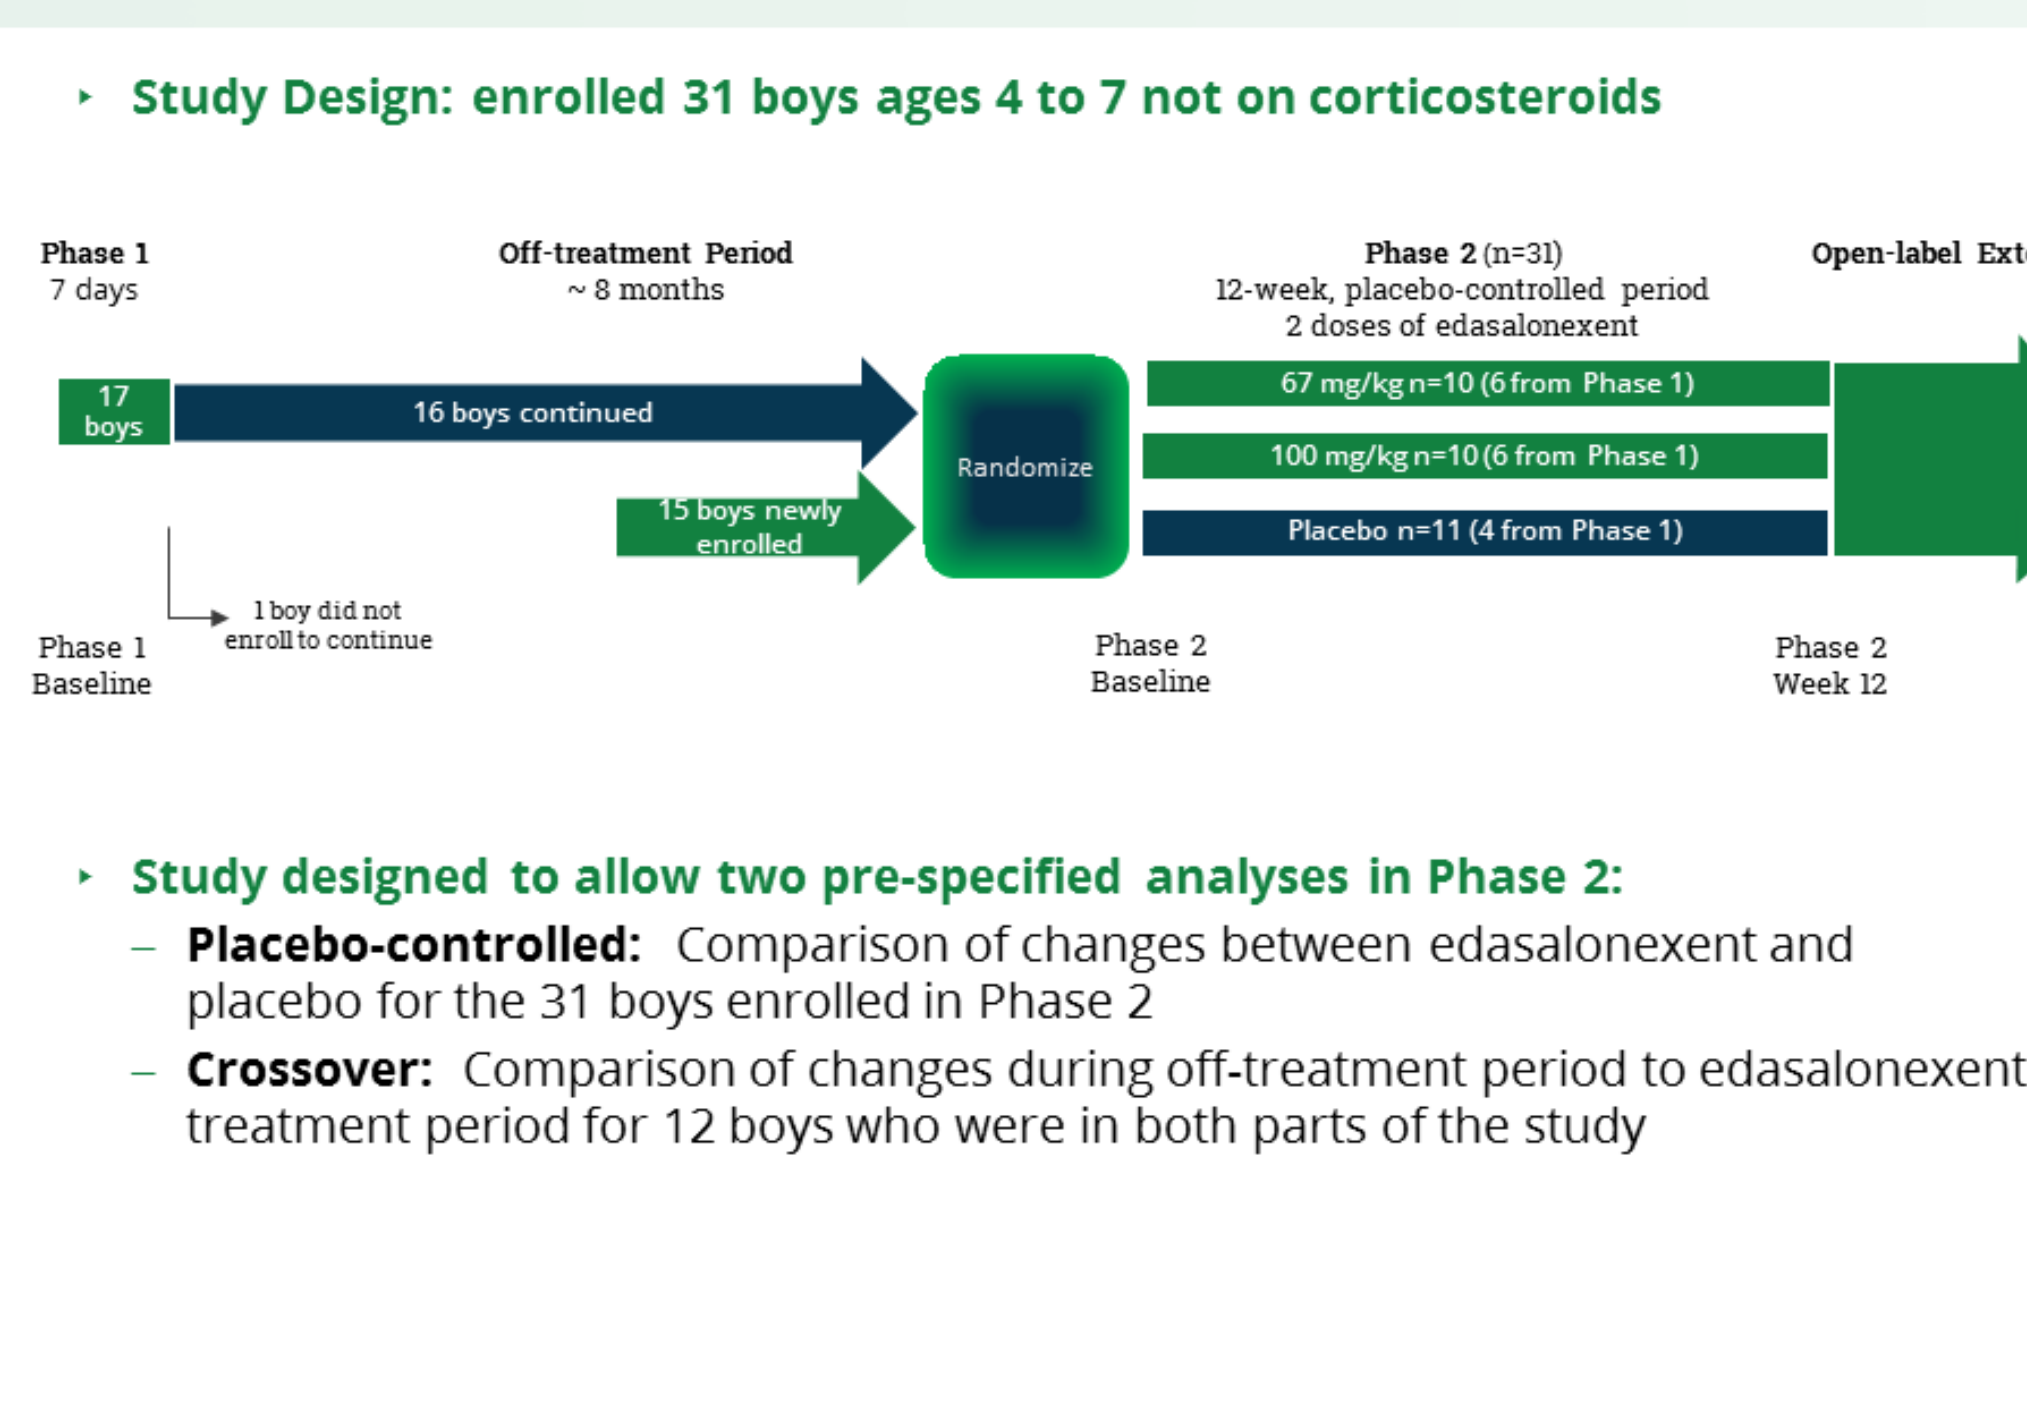 ‣ Study Design: enrolled 31 boys ages 4 to 7 not on corticosteroids
Phase 1
7 days
Off-treatment Period
~ 8 months
Phase 2 (n=31)
12-week, placebo-controlled period
2 doses of edasalonexent
Open-label Ext
17
boys
16 boys continued
15 boys newly
enrolled
Randomize
67 mg/kg n=10 (6 from Phase 1)
100 mg/kg n=10 (6 from Phase 1)
Placebo n=11 (4 from Phase 1)
1 boy did not
enroll to continue
Phase 1
Baseline
Phase 2
Baseline
Phase 2
Week 12
‣ Study designed to allow two pre-specified analyses in Phase 2:
– Placebo-controlled: Comparison of changes between edasalonexent and
placebo for the 31 boys enrolled in Phase 2
– Crossover: Comparison of changes during off-treatment period to edasalonexent
treatment period for 12 boys who were in both parts of the study